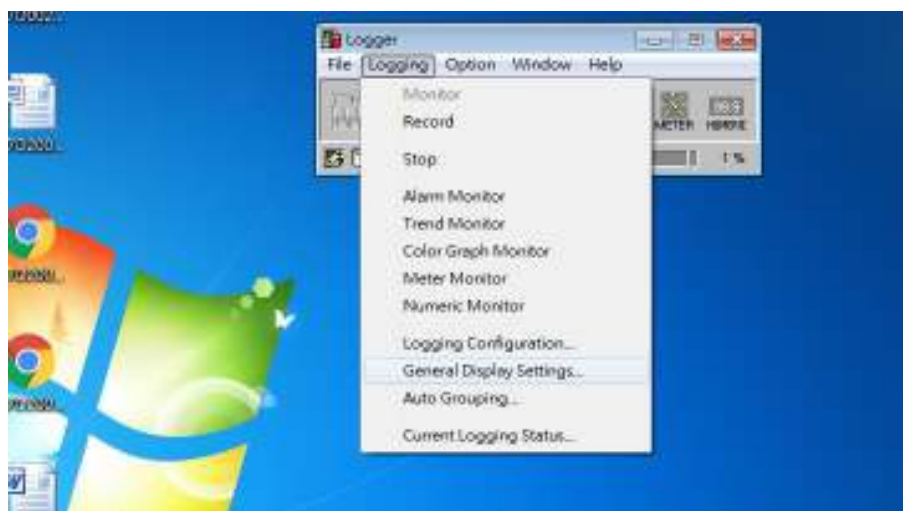 Logger
File Logging Option Window Help
Monitor
Record
Stop
Alarm Monitor
Trend Monitor
Color Graph Monitor
Meter Monitor
Numeric Monitor
Logging Configuration...
General Display Settings...
Auto Grouping...
Current Logging Status...
METER
1 %